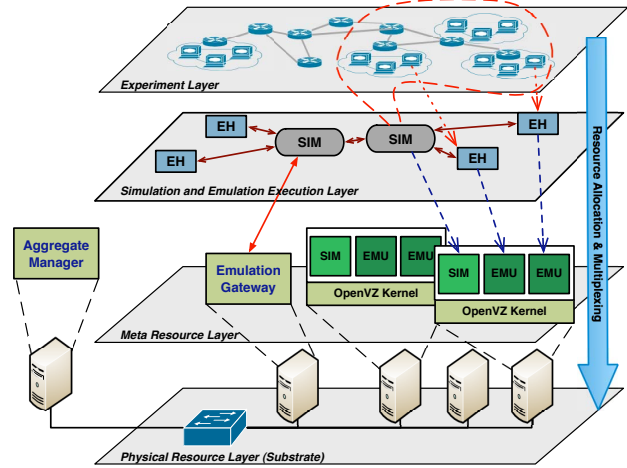 Experiment Layer
EH
EH
EH
EH
SIM
SIM
Simulation and Emulation Execution Layer
Resource Allocation & Multiplexing
Aggregate
Manager
Emulation
Gateway
SIM
EMU
EMU
OpenVZ Kernel
SIM
EMU
EMU
OpenVZ Kernel
Meta Resource Layer
Physical Resource Layer (Substrate)